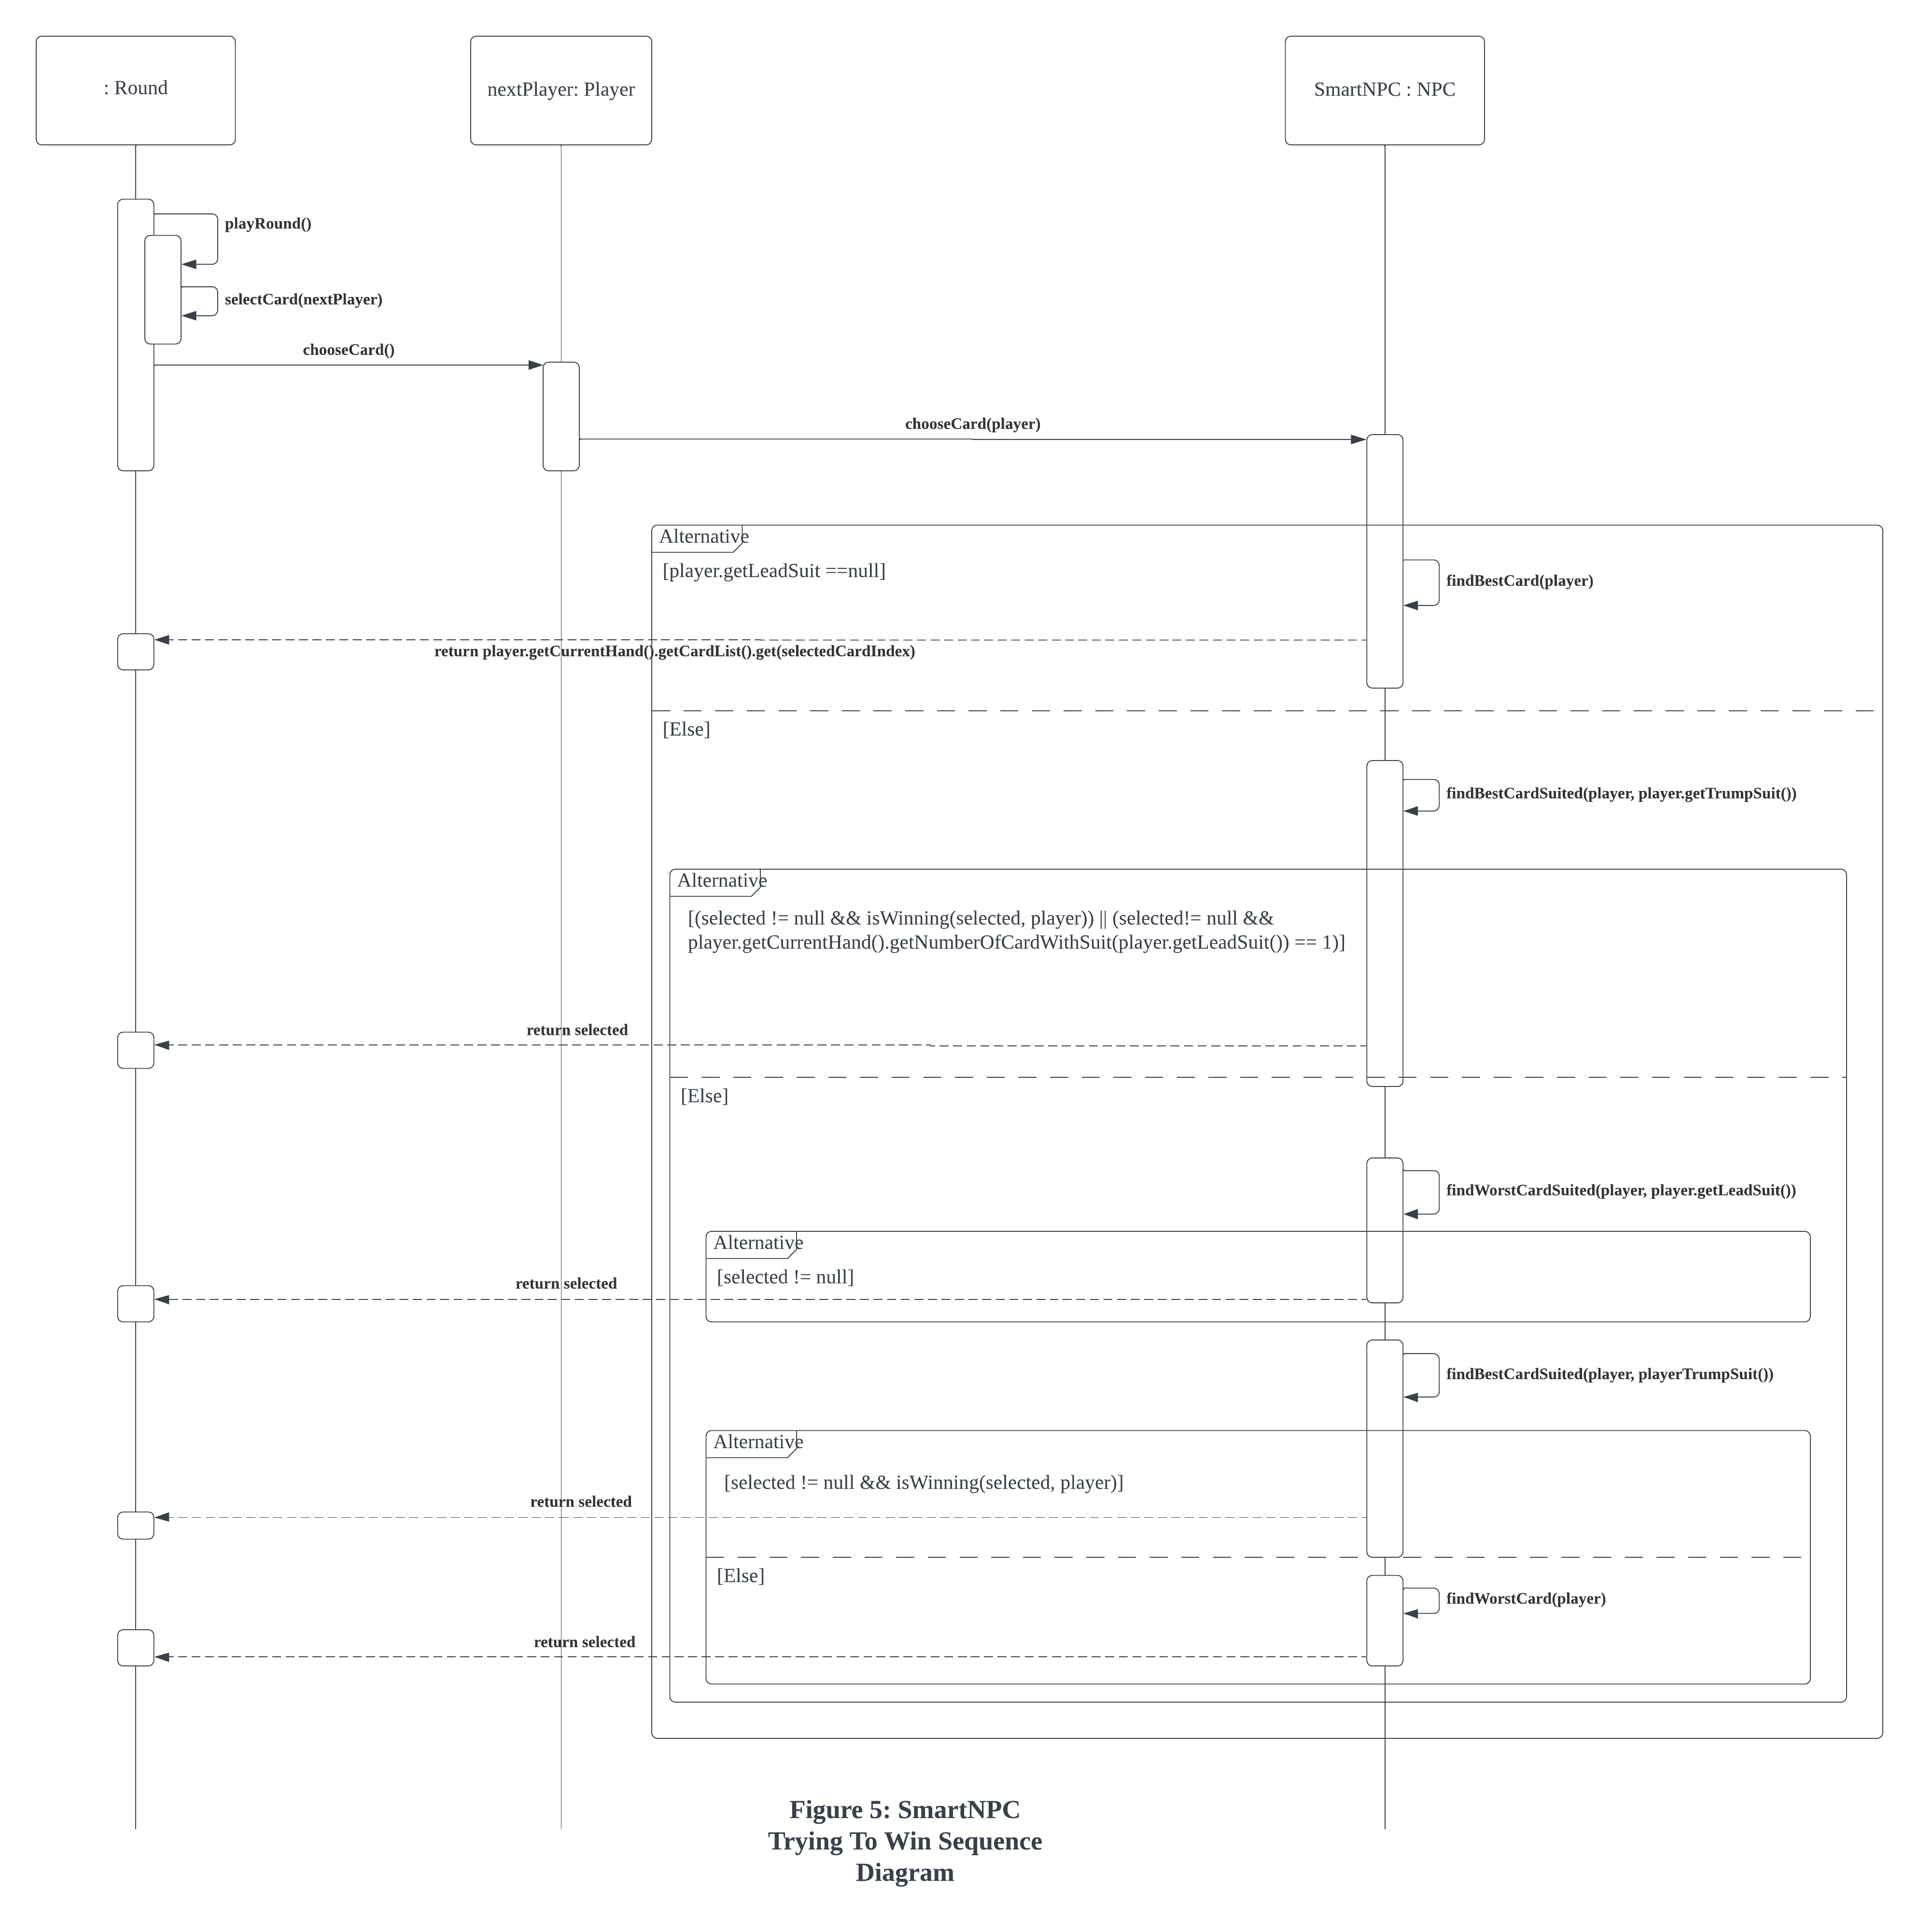 : Round
nextPlayer: Player
SmartNPC : NPC
playRound()
selectCard(nextPlayer)
chooseCard()
chooseCard(player)
Alternative
[player.getLeadSuit ==null]
findBestCard(player)
return player.getCurrentHand().getCardList().get(selectedCardIndex)
[Else]
findBestCardSuited(player, player.getTrumpSuit())
Alternative
[(selected != null && isWinning(selected, player)) || (selected!= null &&
player.getCurrentHand().getNumberOfCardWithSuit(player.getLeadSuit()) == 1)]
return selected
[Else]
findWorstCardSuited(player, player.getLeadSuit())
Alternative
[selected != null]
return selected
findBestCardSuited(player, playerTrumpSuit())
Alternative
[selected != null && isWinning(selected, player)]
return selected
[Else]
findWorstCard(player)
return selected
Figure 5: SmartNPC
Trying To Win Sequence
Diagram